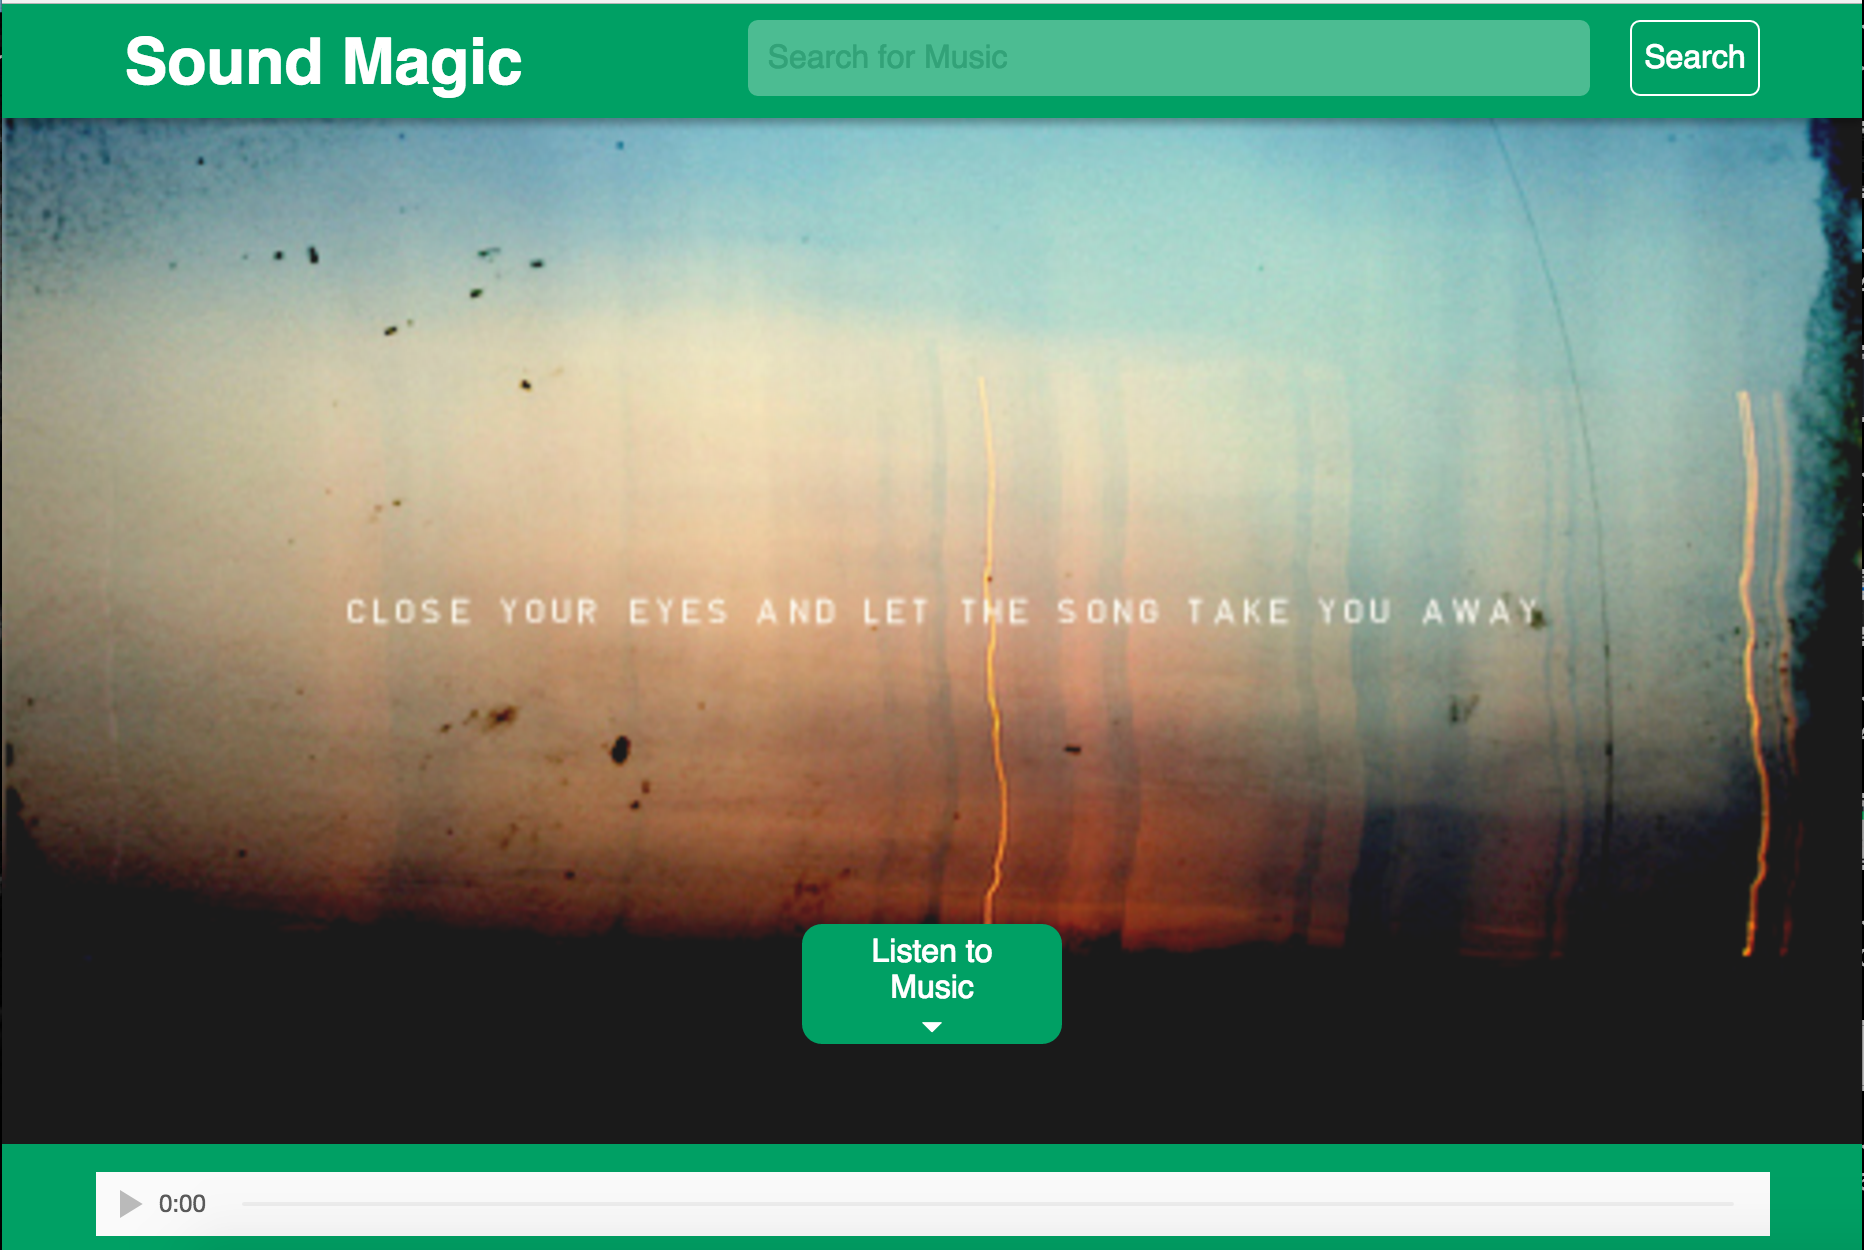 Sound Magic
Search for Music
Search
CLOSE YOUR EYES AND LET THE SONG TAKE YOU AWAY
Listen to
Music
0:00